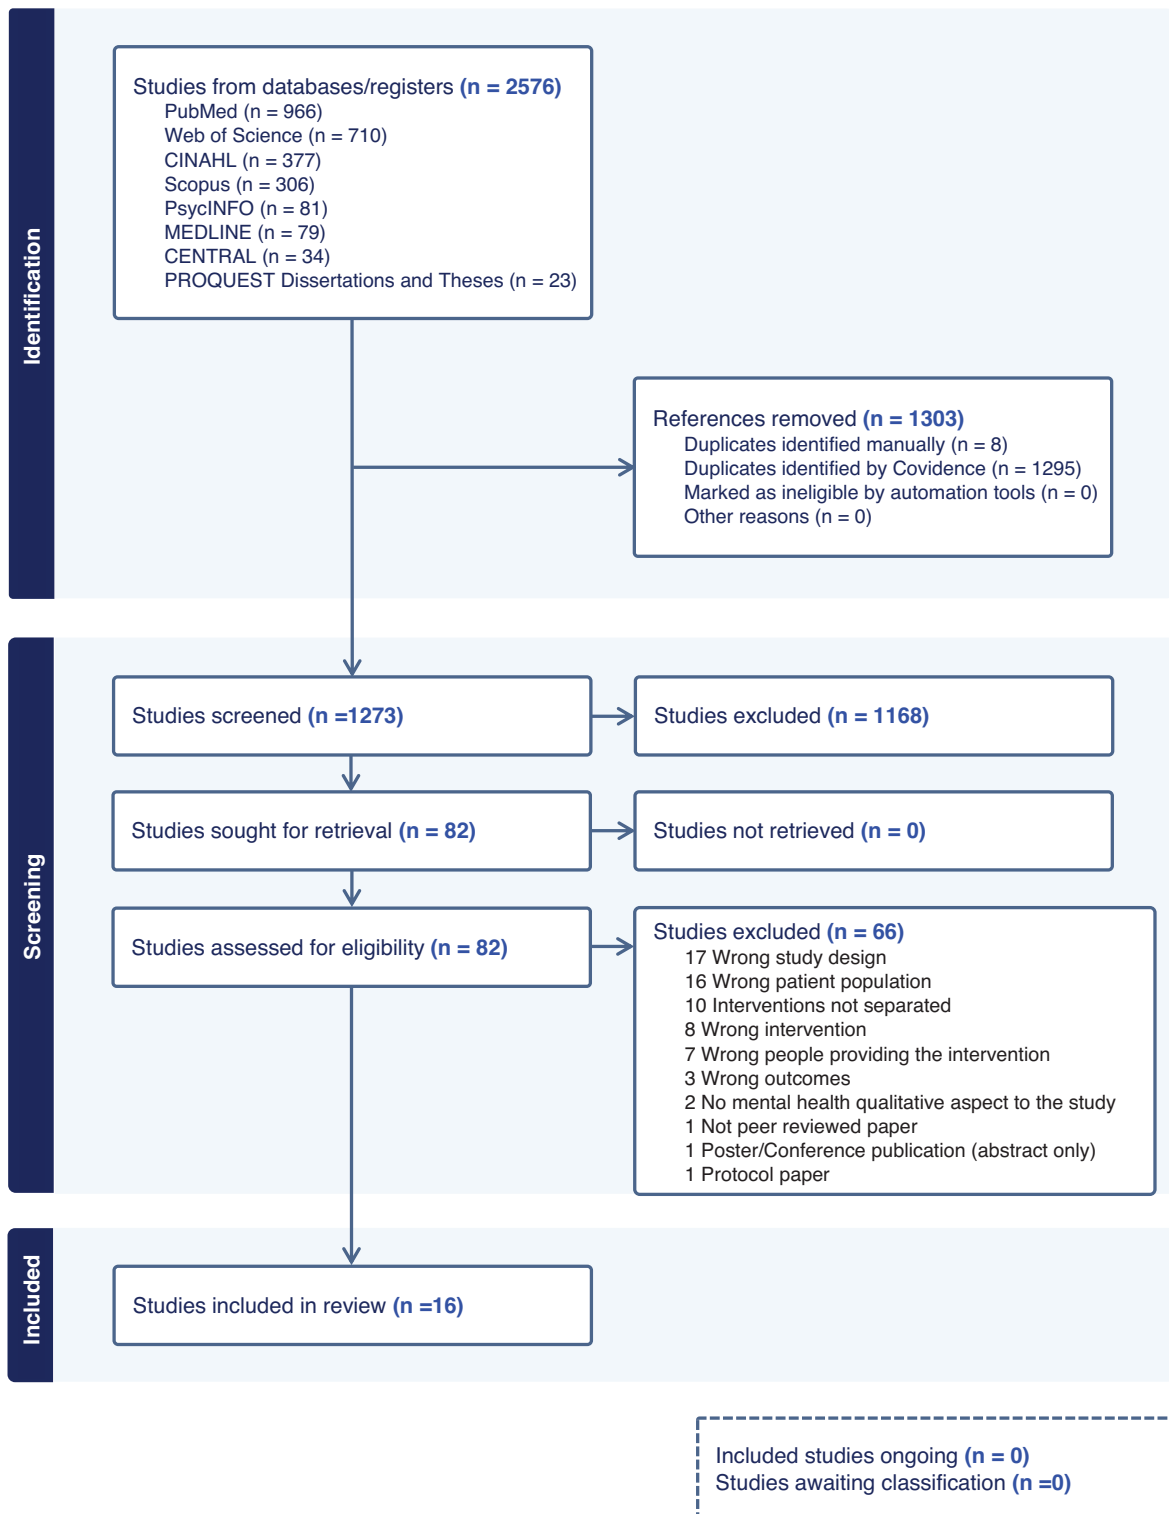 Identification
Studies from databases/registers (n = 2576)
PubMed (n = 966)
Web of Science (n = 710)
CINAHL (n = 377)
Scopus (n = 306)
PsycINFO (n = 81)
MEDLINE (n = 79)
CENTRAL (n = 34)
PROQUEST Dissertations and Theses (n = 23)
References removed (n = 1303)
Duplicates identified manually (n = 8)
Duplicates identified by Covidence (n = 1295)
Marked as ineligible by automation tools (n = 0)
Other reasons (n = 0)
Screening
Studies screened (n =1273)
Studies excluded (n = 1168)
Studies sought for retrieval (n = 82)
Studies not retrieved (n = 0)
Studies assessed for eligibility (n = 82)
Studies excluded (n = 66)
17 Wrong study design
16 Wrong patient population
10 Interventions not separated
8 Wrong intervention
7 Wrong people providing the intervention
3 Wrong outcomes
2 No mental health qualitative aspect to the study
1 Not peer reviewed paper
1 Poster/Conference publication (abstract only)
1 Protocol paper
Included
Studies included in review (n =16)
Included studies ongoing (n = 0)
Studies awaiting classification (n =0)